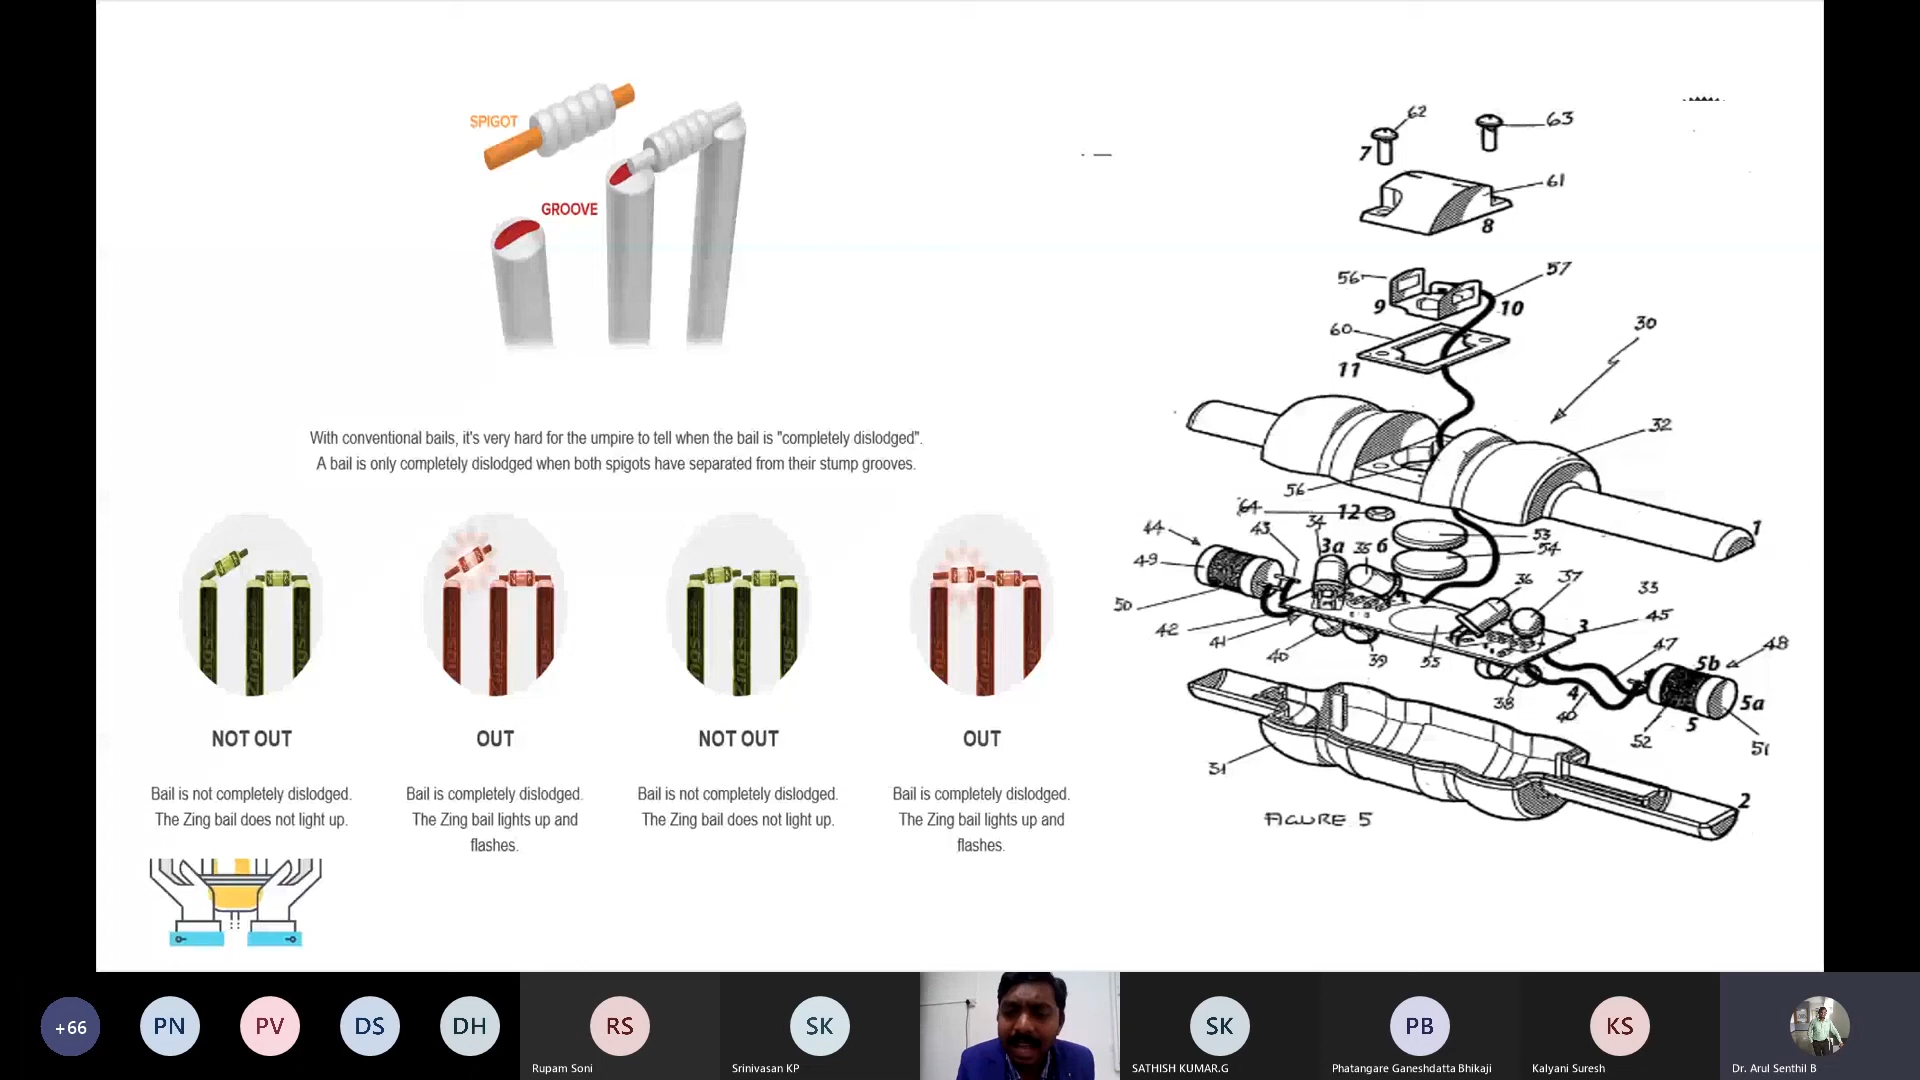 SPIGOT
GROOVE
With conventional bails, it's very hard for the umpire to tell when the bail is "completely dislodged".
A bail is only completely dislodged when both spigots have separated from their stump grooves.
NOT OUT
Bail is not completely dislodged.
The Zing bail does not light up.
OUT
Bail is completely dislodged.
The Zing bail lights up and
flashes.
NOT OUT
Bail is not completely dislodged.
The Zing bail does not light up.
OUT
Bail is completely dislodged.
The Zing bail lights up and
flashes.
62
63
7
61
8
56
57
9
10
60
30
11
32
56
1
64
12
34
53
43
44
3a
35
6
54
49
36
37
33
50
3
45
42
41
47
48
40
39
55
5b
38
4
40
5a
5
52
51
31
2
FIGURE 5
+66
PN
PV
DS
DH
RS
Rupam Soni
SK
Srinivasan KP
SK
SATHISH KUMAR.G
PB
Phatangare Ganeshdatta Bhikaji
KS
Kalyani Suresh
Dr. Arul Senthil B